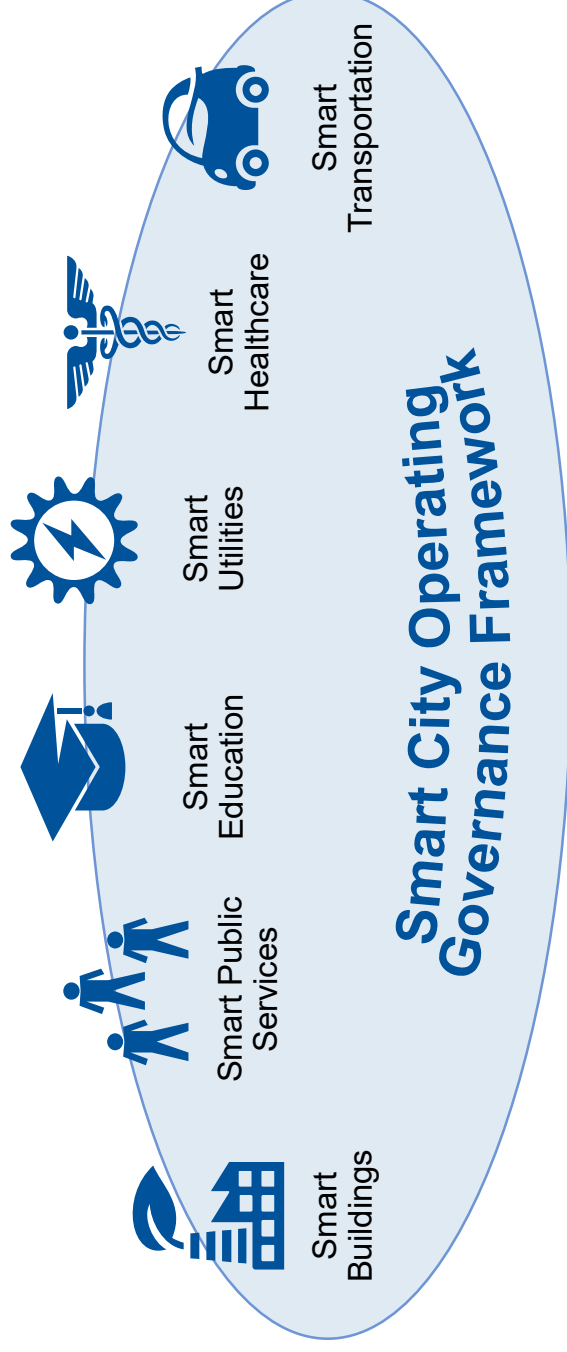 Smart
Buildings
Smart Public
Services
Smart
Education
Smart
Utilities
Smart
Healthcare
Smart
Transportation
Smart City Operating
Governance Framework